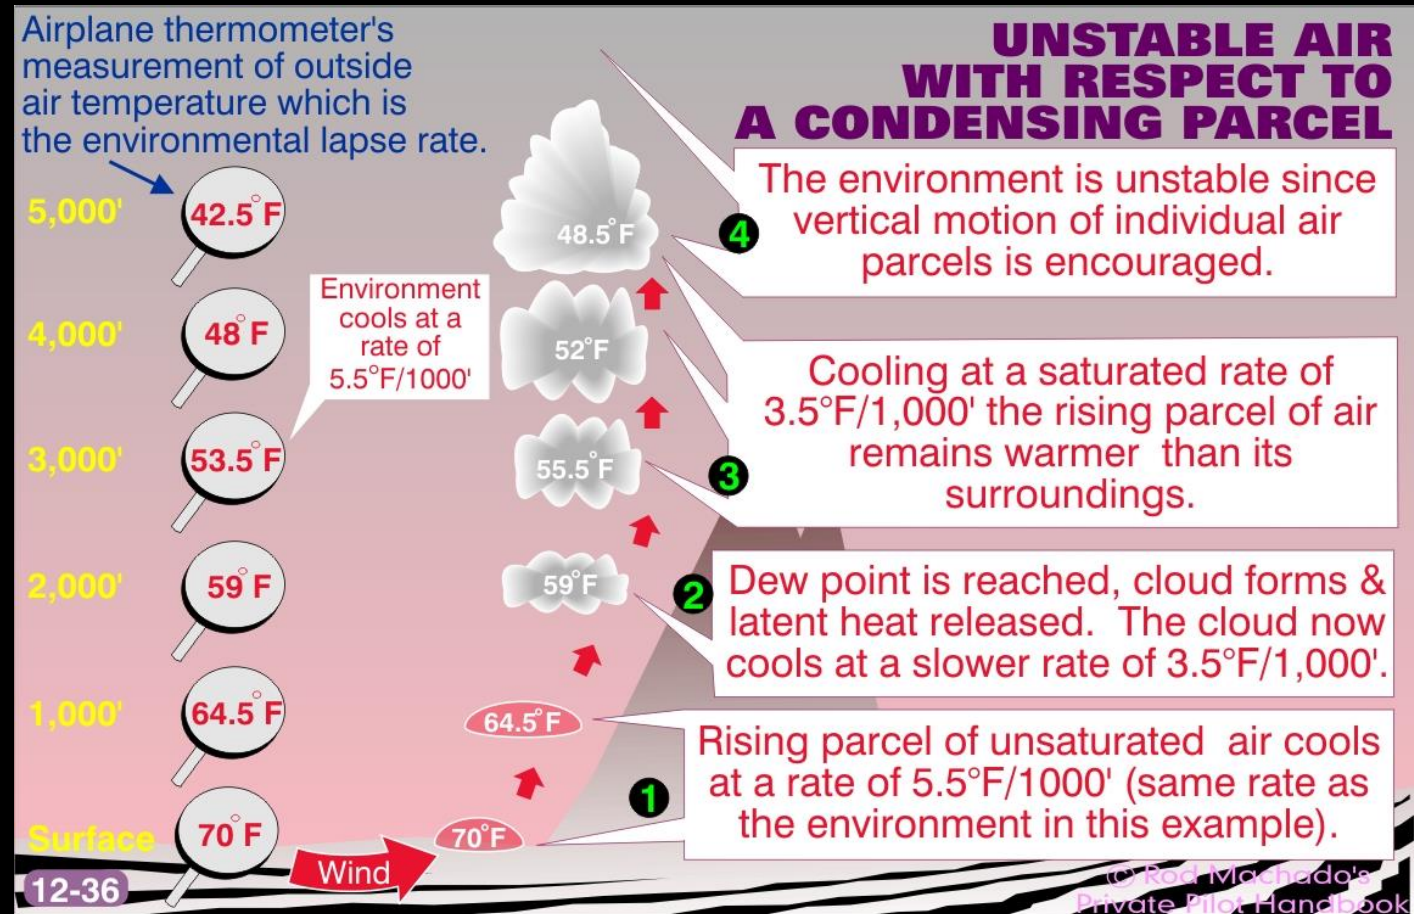 Airplane thermometer's
measurement of outside
air temperature which is
the environmental lapse rate.
UNSTABLE AIR
WITH RESPECT TO
A CONDENSING PARCEL
5,000'
42.5°F
48.5°F
4
The environment is unstable since
vertical motion of individual air
parcels is encouraged.
4,000'
48°F
Environment
cools at a
rate of
5.5°F/1000'
52°F
Cooling at a saturated rate of
3.5°F/1,000' the rising parcel of air
remains warmer than its
surroundings.
3,000'
53.5°F
55.5°F
3
2,000'
59°F
59°F
2
Dew point is reached, cloud forms &
latent heat released. The cloud now
cools at a slower rate of 3.5°F/1,000'.
1,000'
64.5°F
64.5°F
Rising parcel of unsaturated air cools
at a rate of 5.5°F/1000' (same rate as
the environment in this example).
1
Surface
70°F
70°F
Wind
12-36
© Rod Machado's
Private Pilot Handbook